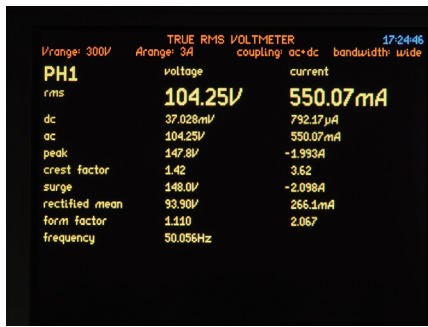 TRUE RMS VOLTMETER 17:24:46
Vrange: 300V Arange: 3A coupling: ac+dc bandwidth: wide
PH1 voltage current
rms 104.25V 550.07mA
dc 37.028mV 792.17µA
ac 104.25V 550.07mA
peak 147.8V -1.993A
crest factor 1.42 3.62
surge 148.0V -2.098A
rectified mean 93.90V 266.1mA
form factor 1.110 2.067
frequency 50.056Hz